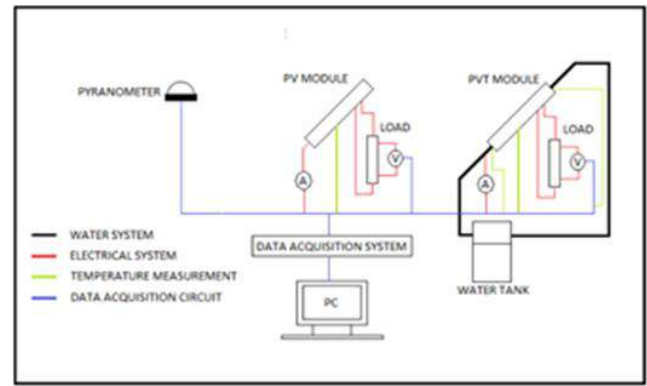 PV MODULE
PVT MODULE
PYRANOMETER
LOAD
LOAD
V
V
A
A
WATER SYSTEM
ELECTRICAL SYSTEM
TEMPERATURE MEASUREMENT
DATA ACQUISITION CIRCUIT
DATA ACQUISITION SYSTEM
PC
WATER TANK